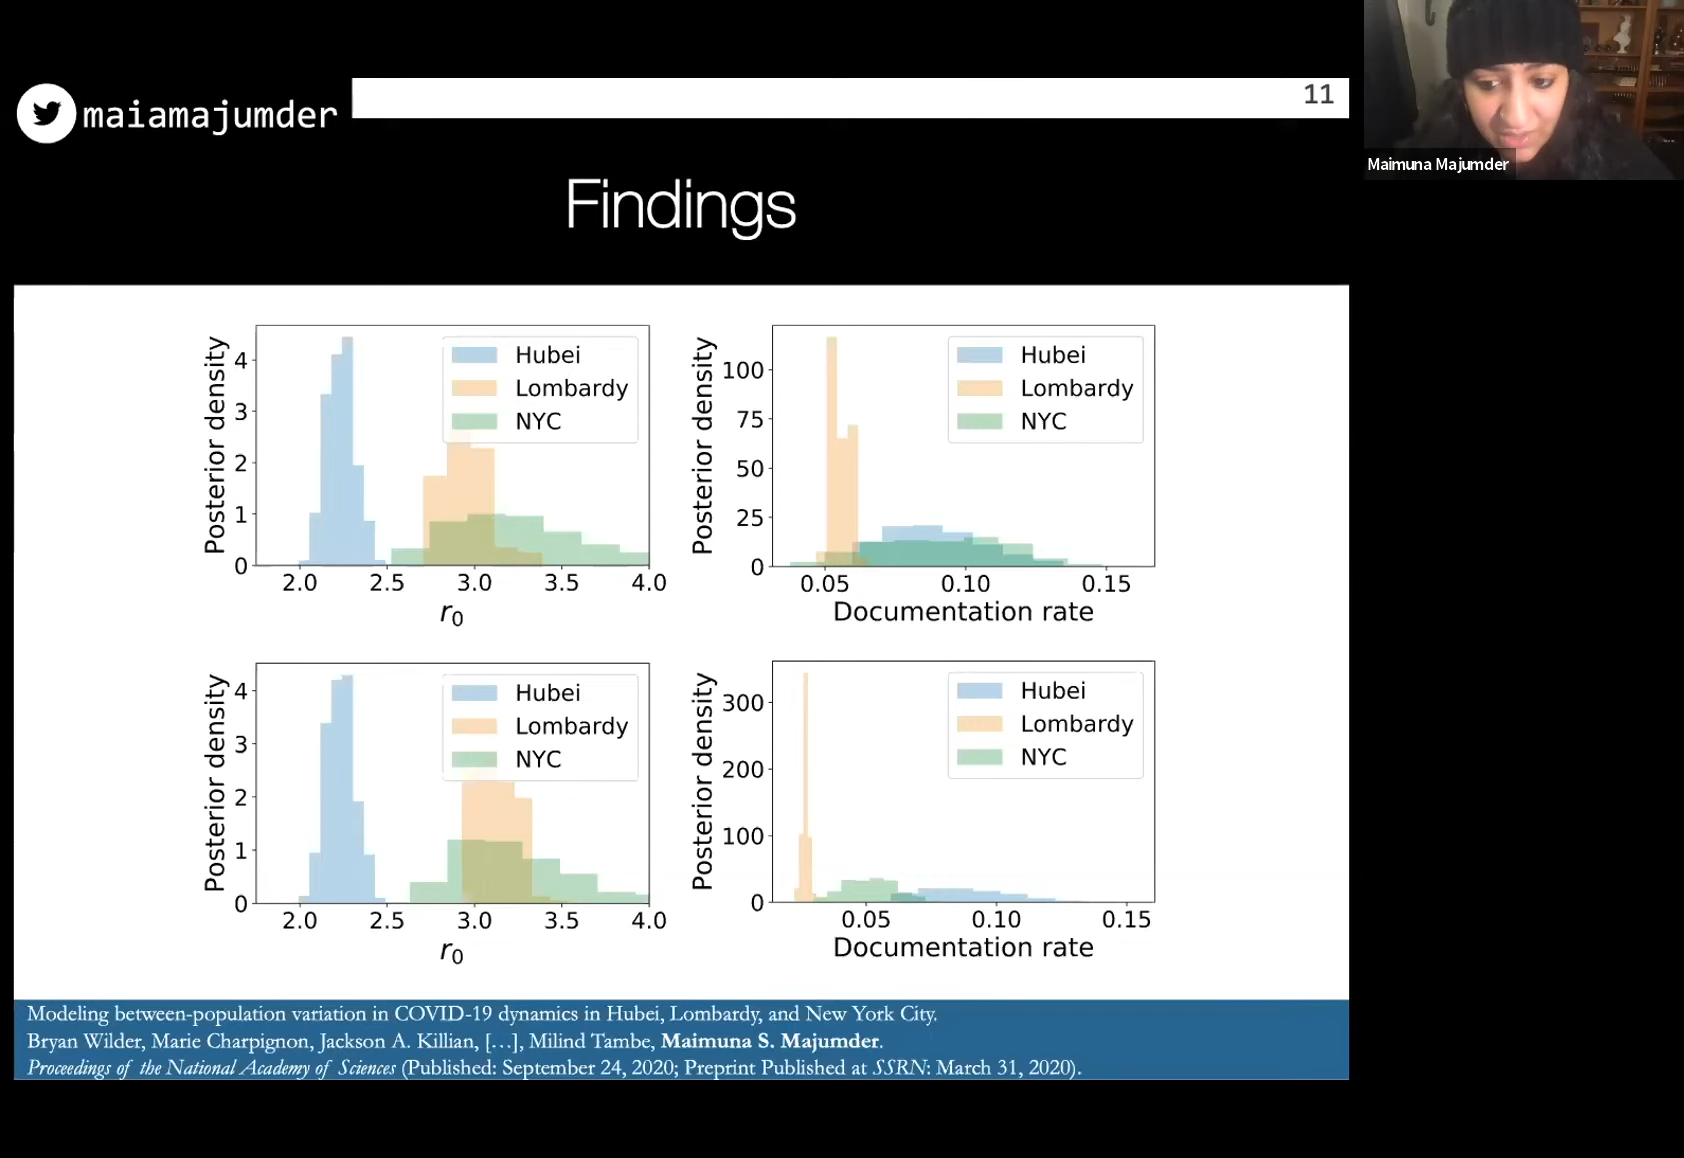 maiamajumder
11
Maimuna Majumder
Findings
Posterior density
4
3
2
1
0
2.0 2.5 3.0 3.5 4.0
r0
Hubei
Lombardy
NYC
Posterior density
100
75
50
25
0
0.05 0.10 0.15
Documentation rate
Hubei
Lombardy
NYC
Posterior density
4
3
2
1
0
2.0 2.5 3.0 3.5 4.0
r0
Hubei
Lombardy
NYC
Posterior density
300
200
100
0
0.05 0.10 0.15
Documentation rate
Hubei
Lombardy
NYC
Modeling between-population variation in COVID-19 dynamics in Hubei, Lombardy, and New York City.
Bryan Wilder, Marie Charpignon, Jackson A. Killian, […], Milind Tambe, Maimuna S. Majumder.
Proceedings of the National Academy of Sciences (Published: September 24, 2020; Preprint Published at SSRN: March 31, 2020).